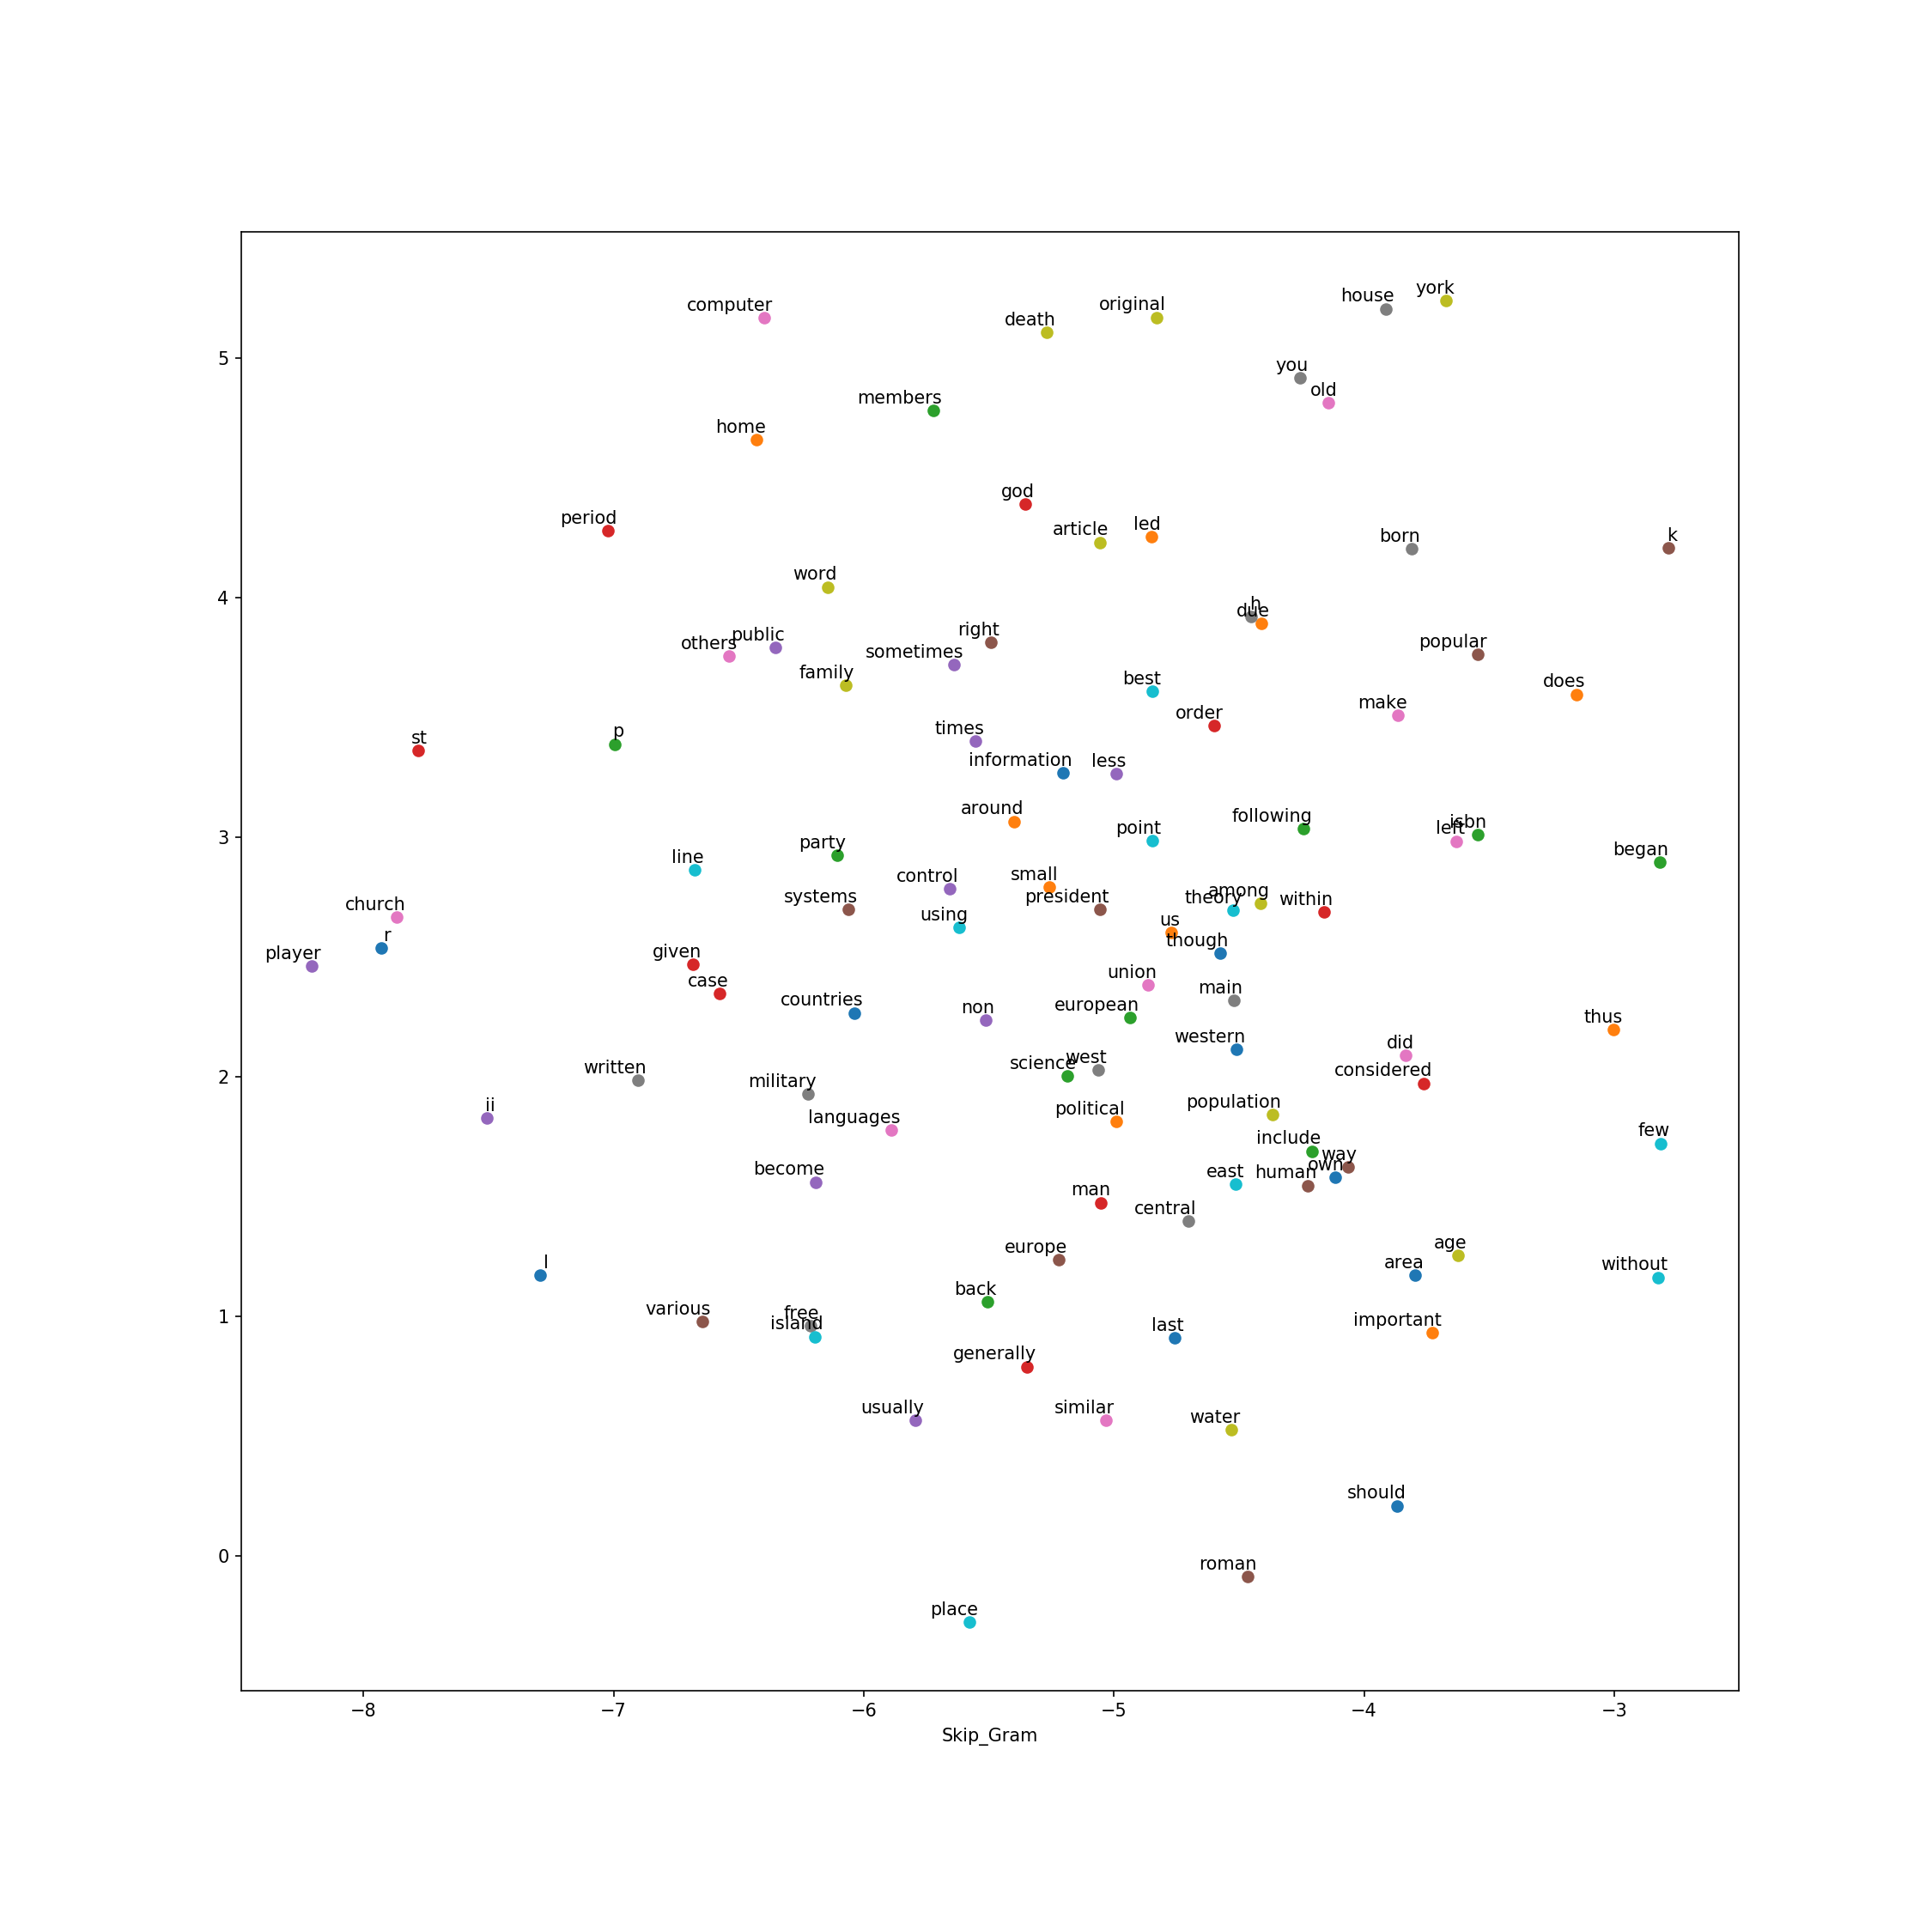 york
house
computer
original
death
you
old
members
home
god
period
led
article
born
k
word
h
due
right
public
others
popular
sometimes
family
best
does
make
order
st
p
times
information
less
around
following
isbn
left
point
party
began
line
small
control
among
theory
systems
president
within
church
using
us
r
though
player
given
case
union
main
countries
european
non
thus
western
did
west
science
considered
written
military
population
political
languages
ii
few
include
way
own
become
human
east
man
central
europe
age
area
l
without
back
various
free
island
important
last
generally
usually
similar
water
should
roman
place
5
4
3
2
1
0
−8
−7
−6
−5
−4
−3
Skip_Gram